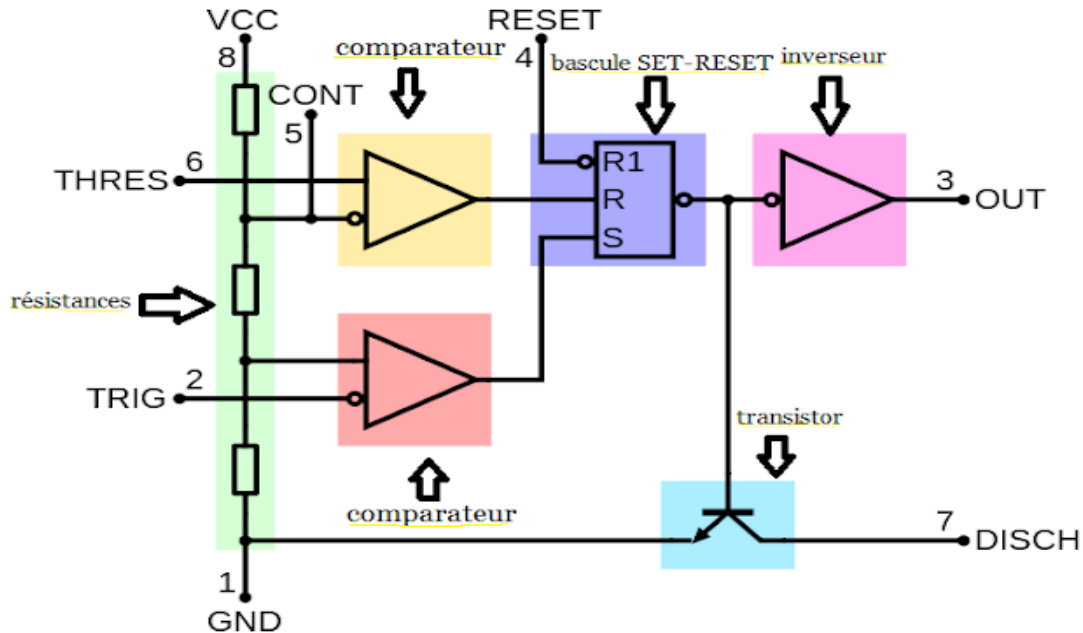 VCC
RESET
8
comparateur
4
bascule SET-RESET
inverseur
CONT
5
6
THRES
R1
R
S
3
OUT
résistances
2
TRIG
transistor
comparateur
7
DISCH
1
GND